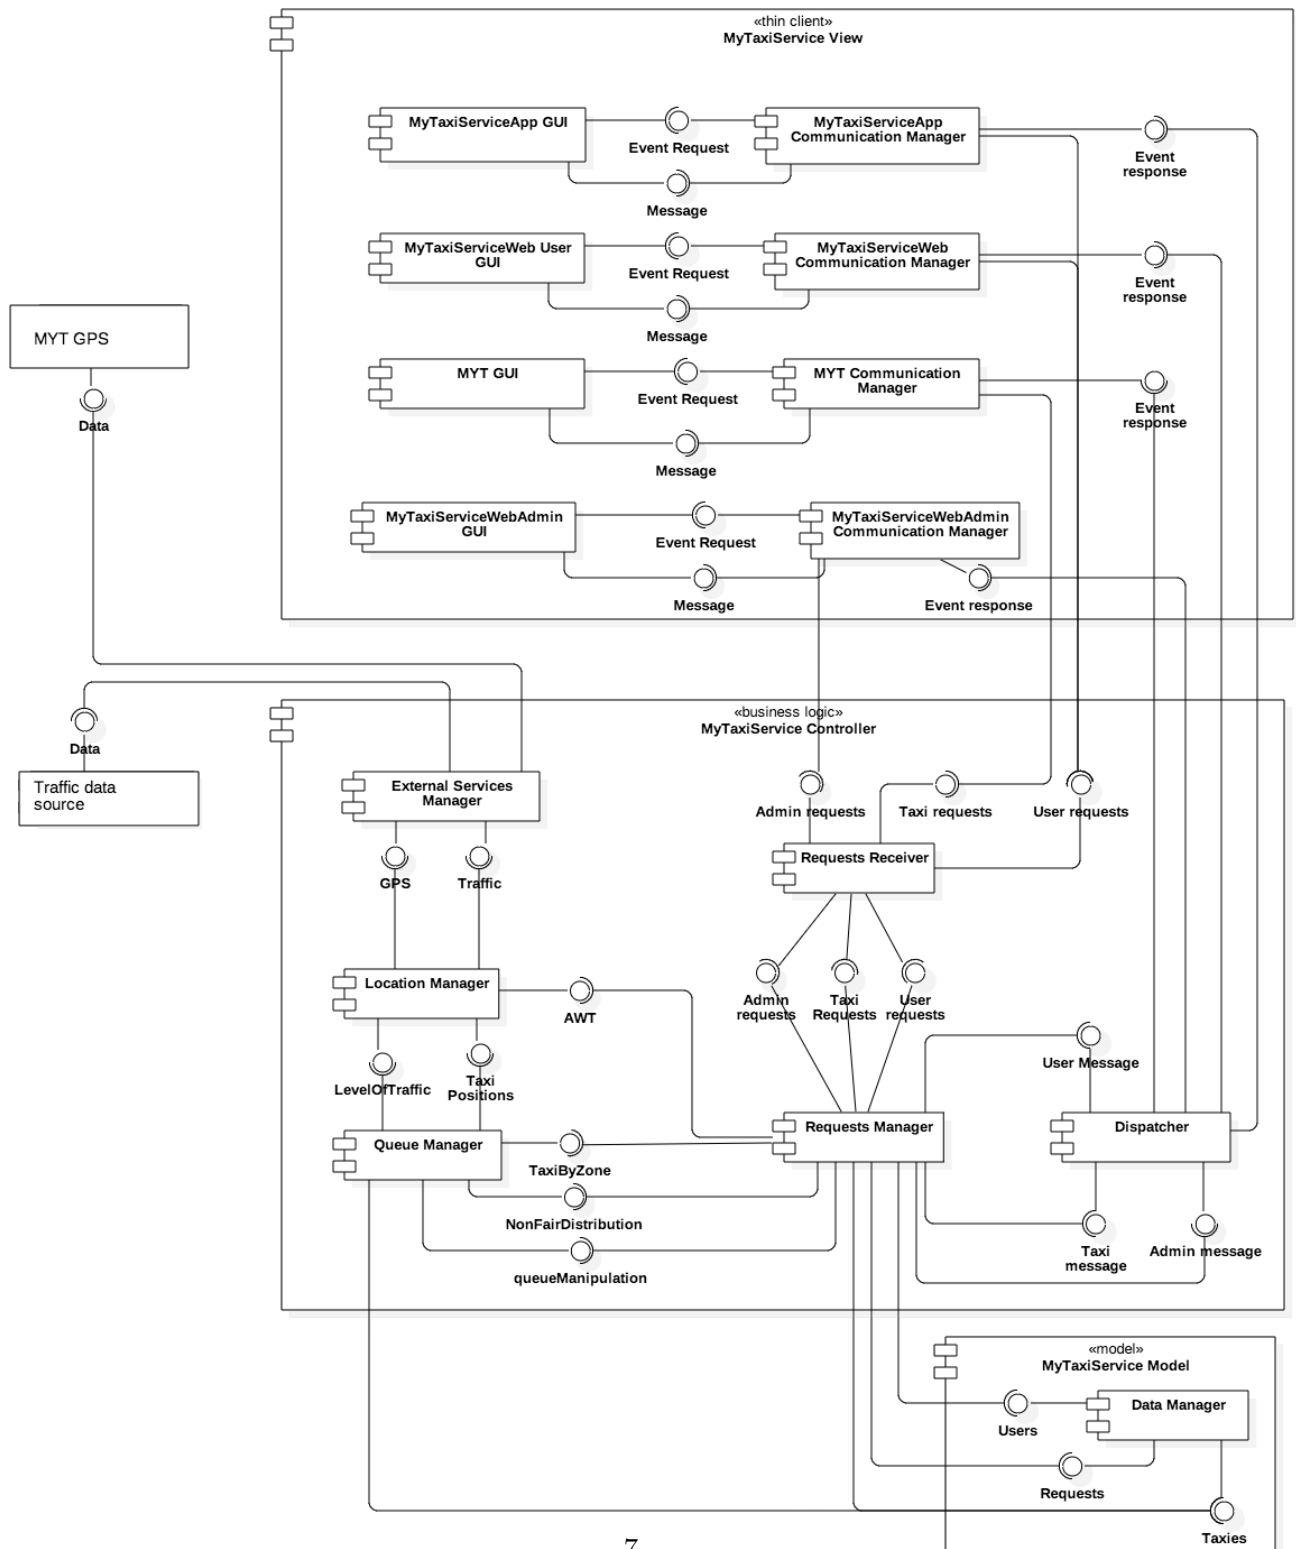 «thin client»
MyTaxiService View
MyTaxiServiceApp GUI
Event Request
MyTaxiServiceApp
Communication Manager
Event
response
Message
MyTaxiServiceWeb User
GUI
Event Request
MyTaxiServiceWeb
Communication Manager
Event
response
Message
MYT GPS
Data
MYT GUI
Event Request
MYT Communication
Manager
Event
response
Message
MyTaxiServiceWebAdmin
GUI
Event Request
MyTaxiServiceWebAdmin
Communication Manager
Message
Event response
«business logic»
MyTaxiService Controller
Data
Traffic data
source
External Services
Manager
Admin requests
Taxi requests
User requests
GPS
Traffic
Requests Receiver
Location Manager
AWT
Admin
requests
Taxi
Requests
User
requests
LevelOfTraffic
Taxi
Positions
User Message
Queue Manager
TaxiByZone
Requests Manager
Dispatcher
NonFairDistribution
queueManipulation
Taxi
message
Admin message
«model»
MyTaxiService Model
Data Manager
Users
Requests
Taxies
7